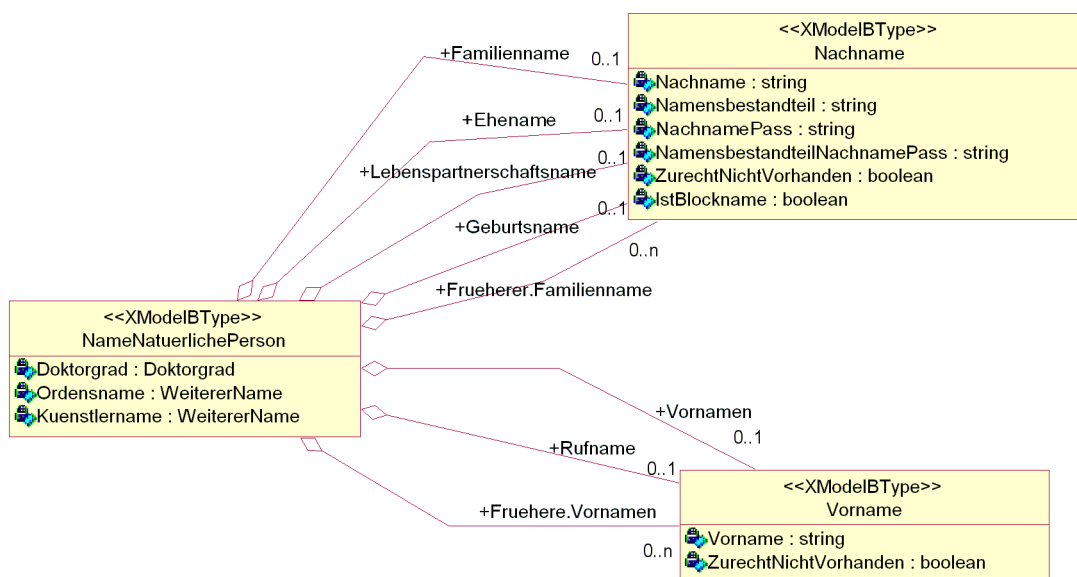 <<XModelBType>>
Nachname
Nachname : string
Namensbestandteil : string
NachnamePass : string
NamensbestandteilNachnamePass : string
ZurechtNichtVorhanden : boolean
IstBlockname : boolean
+Familienname
0..1
+Ehename
0..1
+Lebenspartnerschaftsname
0..1
+Geburtsname
0..1
+Frueherer.Familienname
0..n
<<XModelBType>>
NameNatuerlichePerson
Doktorgrad : Doktorgrad
Ordensname : WeitererName
Kuenstlername : WeitererName
+Vornamen
0..1
+Rufname
0..1
+Fruehere.Vornamen
0..n
<<XModelBType>>
Vorname
Vorname : string
ZurechtNichtVorhanden : boolean